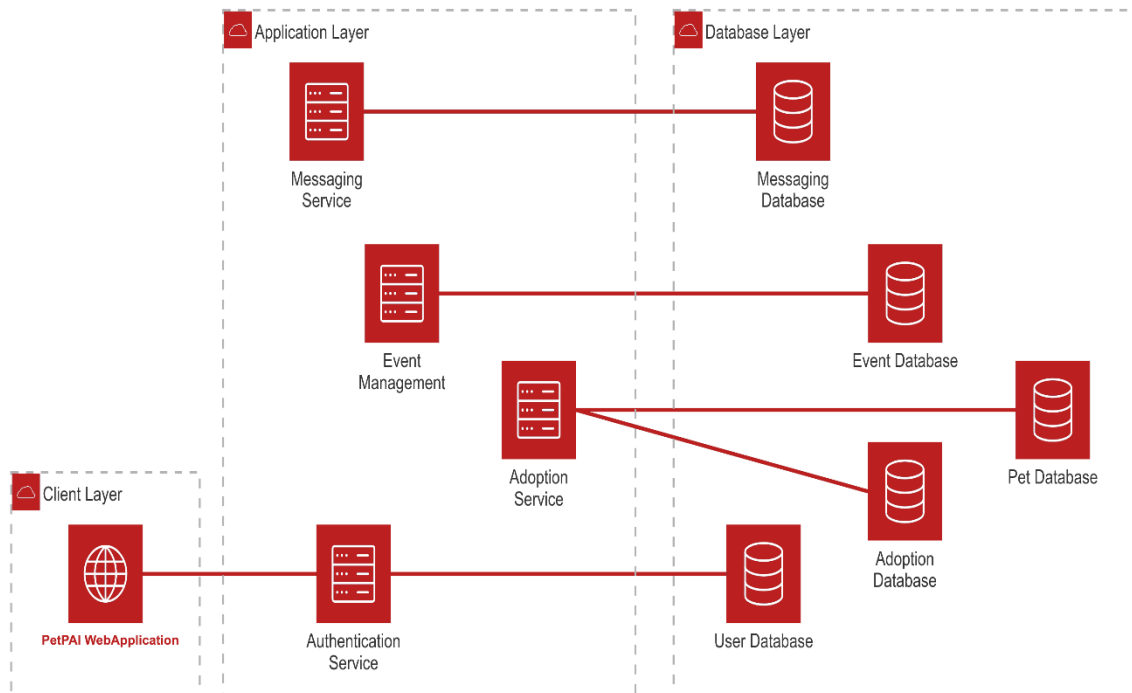 Application Layer
Database Layer
Messaging
Service
Messaging
Database
Event
Management
Event Database
Adoption
Service
Pet Database
Client Layer
Adoption
Database
PetPAI WebApplication
Authentication
Service
User Database